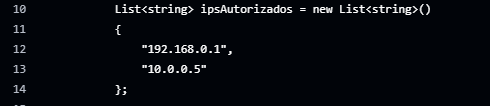 10 List<string> ipsAutorizados = new List<string>()
11 {
12 "192.168.0.1",
13 "10.0.0.5"
14 };